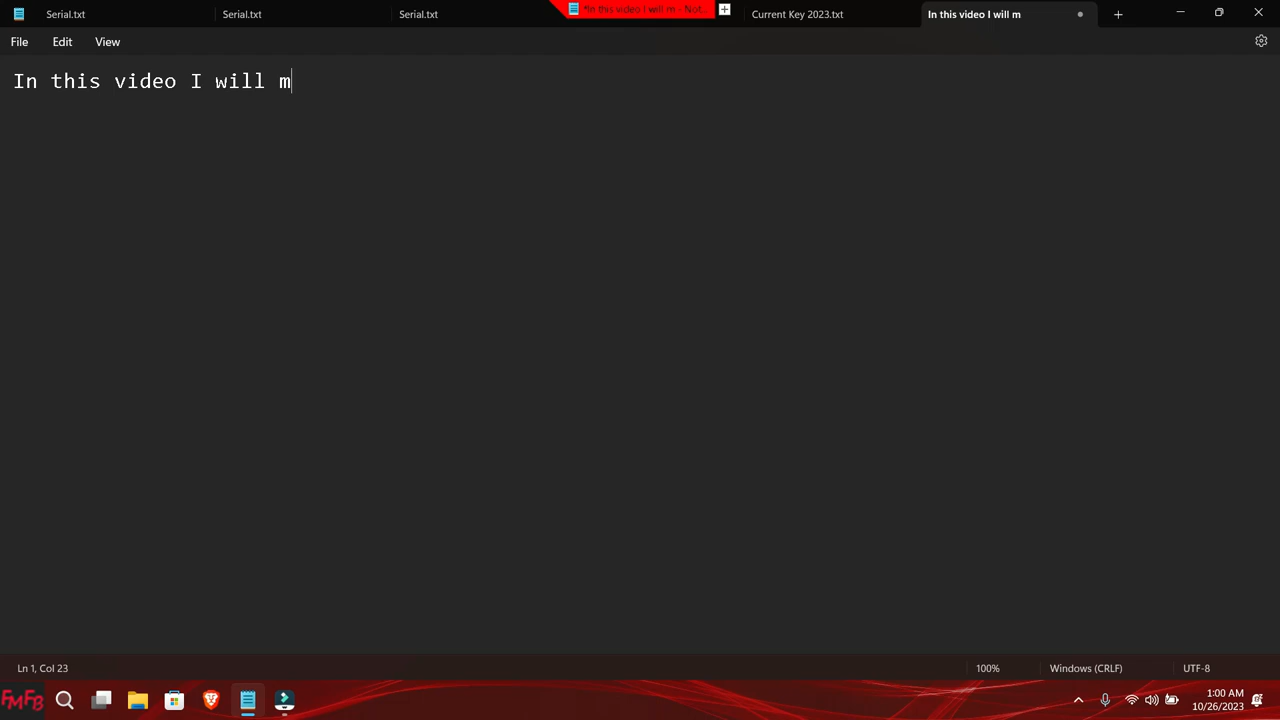 Serial.txt
Serial.txt
Serial.txt
*In this video I will m - Not...
Current Key 2023.txt
In this video I will m
File
Edit
View
In this video I will m
Ln 1, Col 23
100%
Windows (CRLF)
UTF-8
FMFB
1:00 AM
10/26/2023